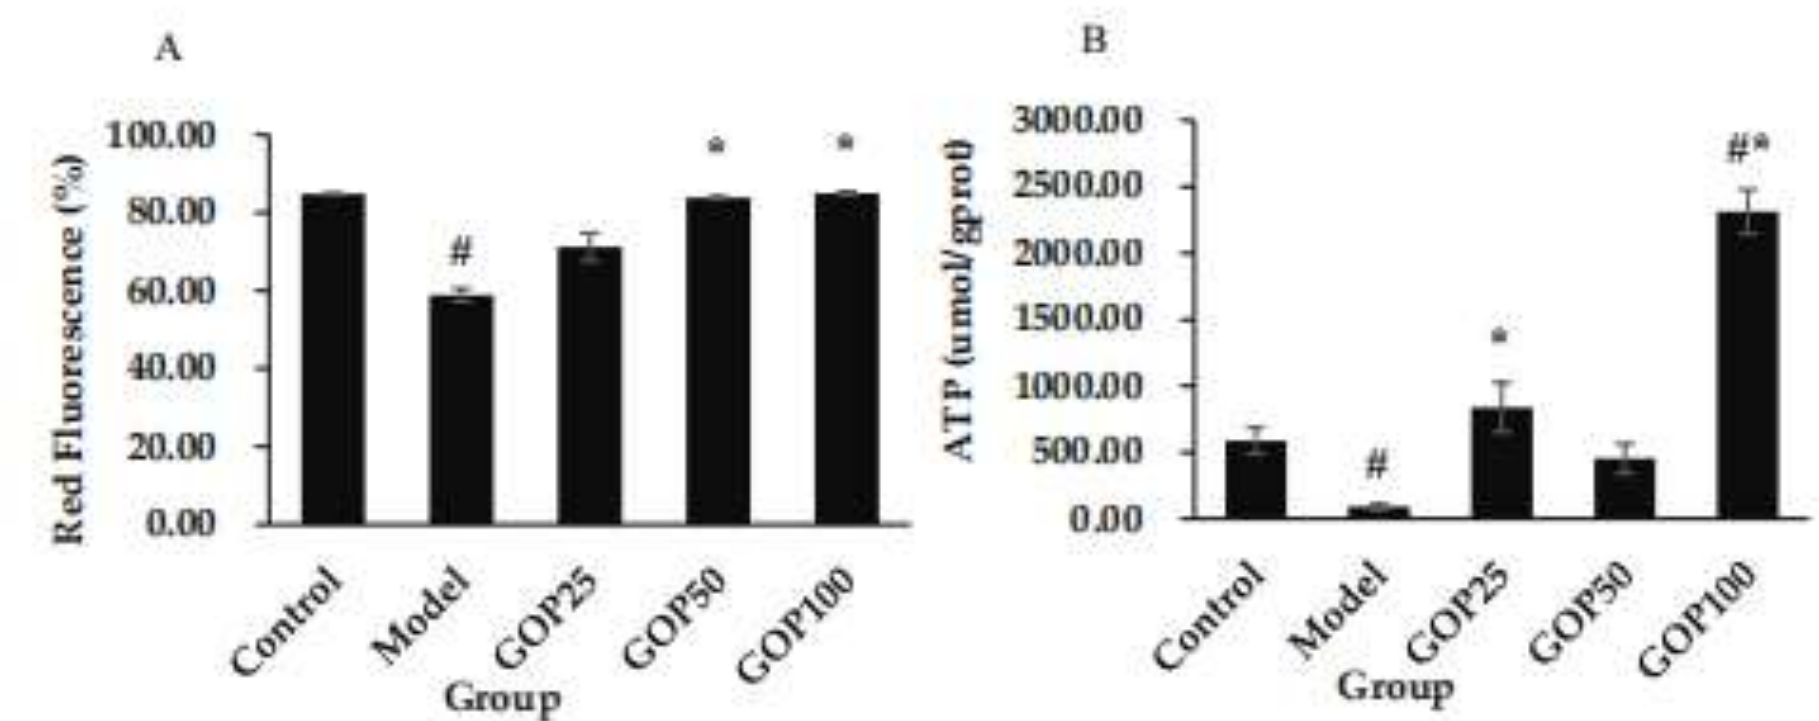 A
Red Fluorescence (%)
100.00
80.00
60.00
40.00
20.00
0.00
#
*
*
Control
Model
GOP25
GOP50
GOP100
Group
B
ATP (umol/gprot)
3000.00
2500.00
2000.00
1500.00
1000.00
500.00
0.00
#
*
#*
Control
Model
GOP25
GOP50
GOP100
Group